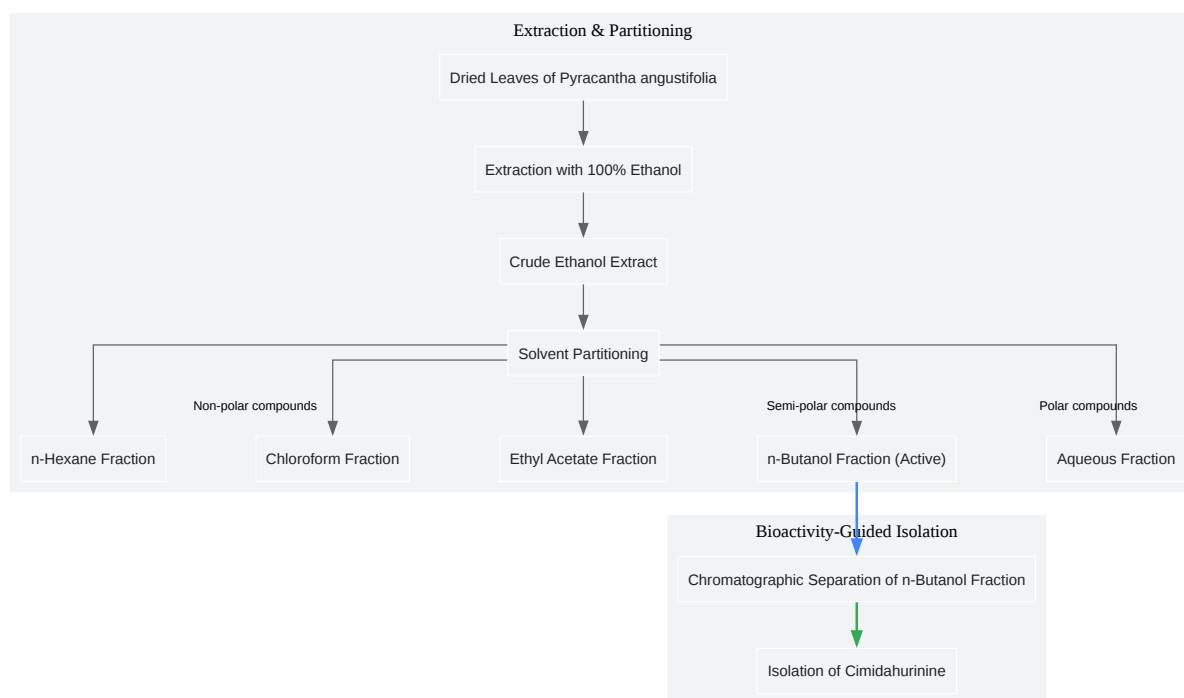 Extraction & Partitioning
Dried Leaves of Pyracantha angustifolia
Extraction with 100% Ethanol
Crude Ethanol Extract
Solvent Partitioning
Non-polar compounds
Semi-polar compounds
Polar compounds
n-Hexane Fraction
Chloroform Fraction
Ethyl Acetate Fraction
n-Butanol Fraction (Active)
Aqueous Fraction
Bioactivity-Guided Isolation
Chromatographic Separation of n-Butanol Fraction
Isolation of Cimidahurinine